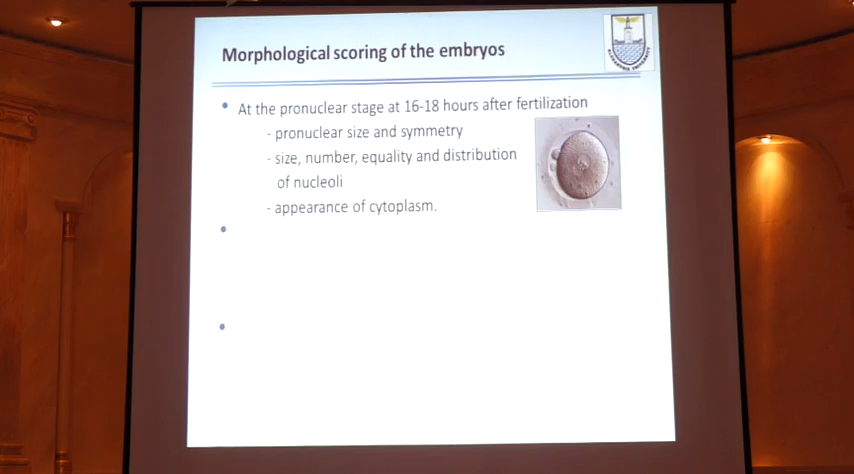 Morphological scoring of the embryos
• At the pronuclear stage at 16-18 hours after fertilization
- pronuclear size and symmetry
- size, number, equality and distribution
of nucleoli
- appearance of cytoplasm.
•
•